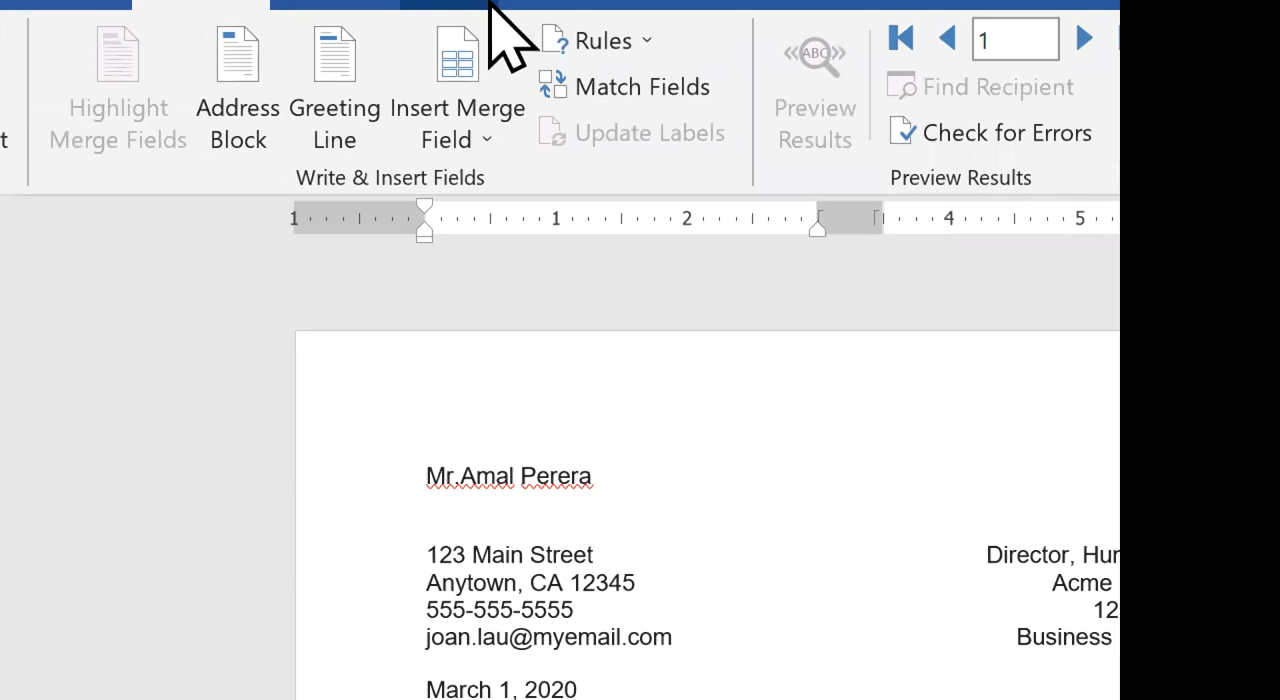 Rules
1
Match Fields
Find Recipient
Highlight
Merge Fields
Address
Block
Greeting
Line
Insert Merge
Field
Update Labels
ABC
Preview
Results
Check for Errors
t
Write & Insert Fields
Preview Results
1 1 2 4 5
Mr.Amal Perera
123 Main Street
Director, Hur
Anytown, CA 12345
Acme
555-555-5555
12
joan.lau@myemail.com
Business
March 1, 2020